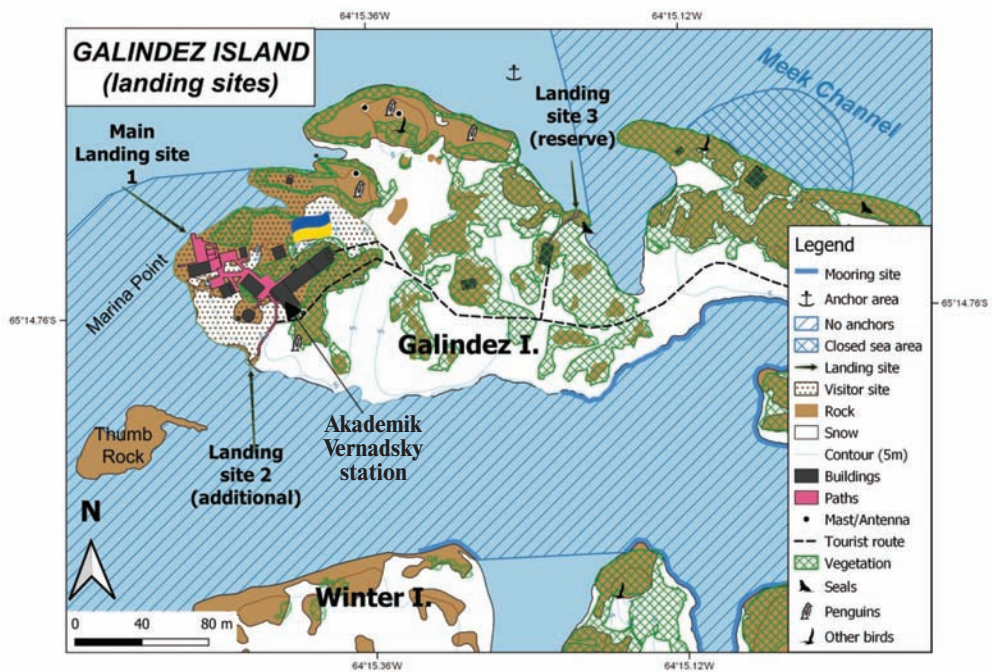 64°15.36'W
64°15.12'W
GALINDEZ ISLAND
(landing sites)
Main
Landing site
1
Landing
site 3
(reserve)
Meek Channel
Marina Point
65°14.76'S
65°14.76'S
Galindez I.
Thumb
Rock
Landing
site 2
(additional)
Akademik
Vernadsky
station
N
0 40 80 m
Winter I.
Legend
Mooring site
Anchor area
No anchors
Closed sea area
Landing site
Visitor site
Rock
Snow
Contour (5m)
Buildings
Paths
Mast/Antenna
Tourist route
Vegetation
Seals
Penguins
Other birds
64°15.36'W
64°15.12'W